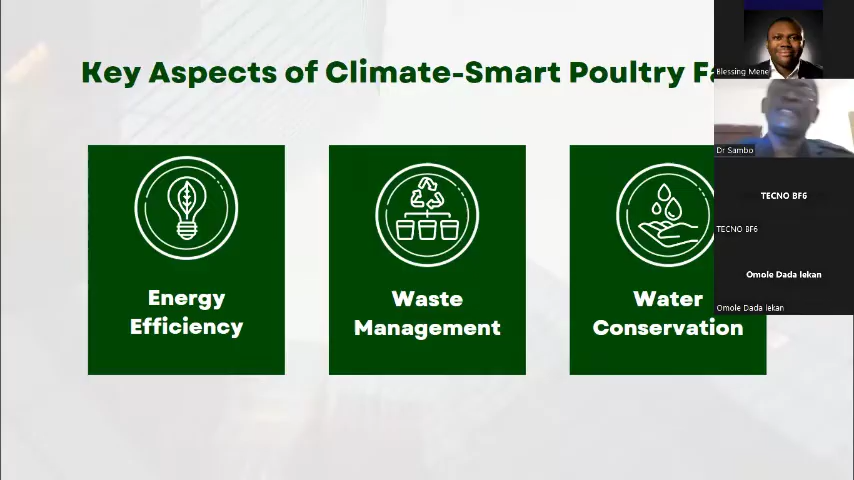 Key Aspects of Climate-Smart Poultry
Energy
Efficiency
Waste
Management
Water
Conservation
Blessing Mene
Dr Sambo
TECNO BF6
TECNO BF6
Omole Dada lekan
Omole Dada lekan